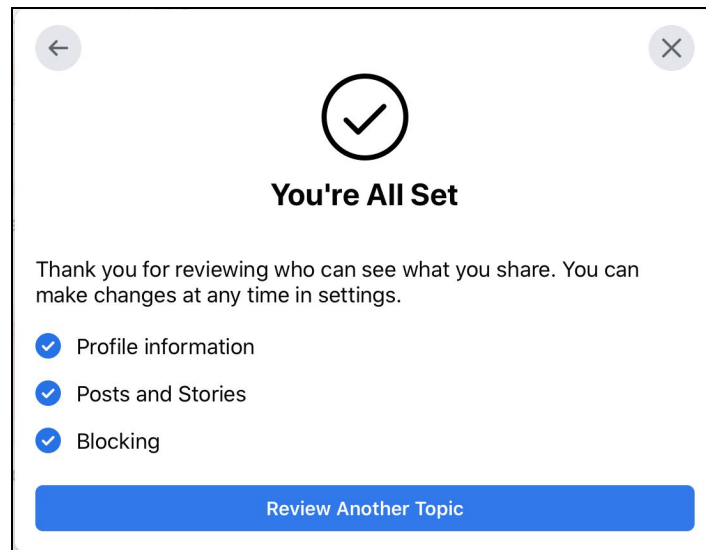 You're All Set
Thank you for reviewing who can see what you share. You can
make changes at any time in settings.
Profile information
Posts and Stories
Blocking
Review Another Topic